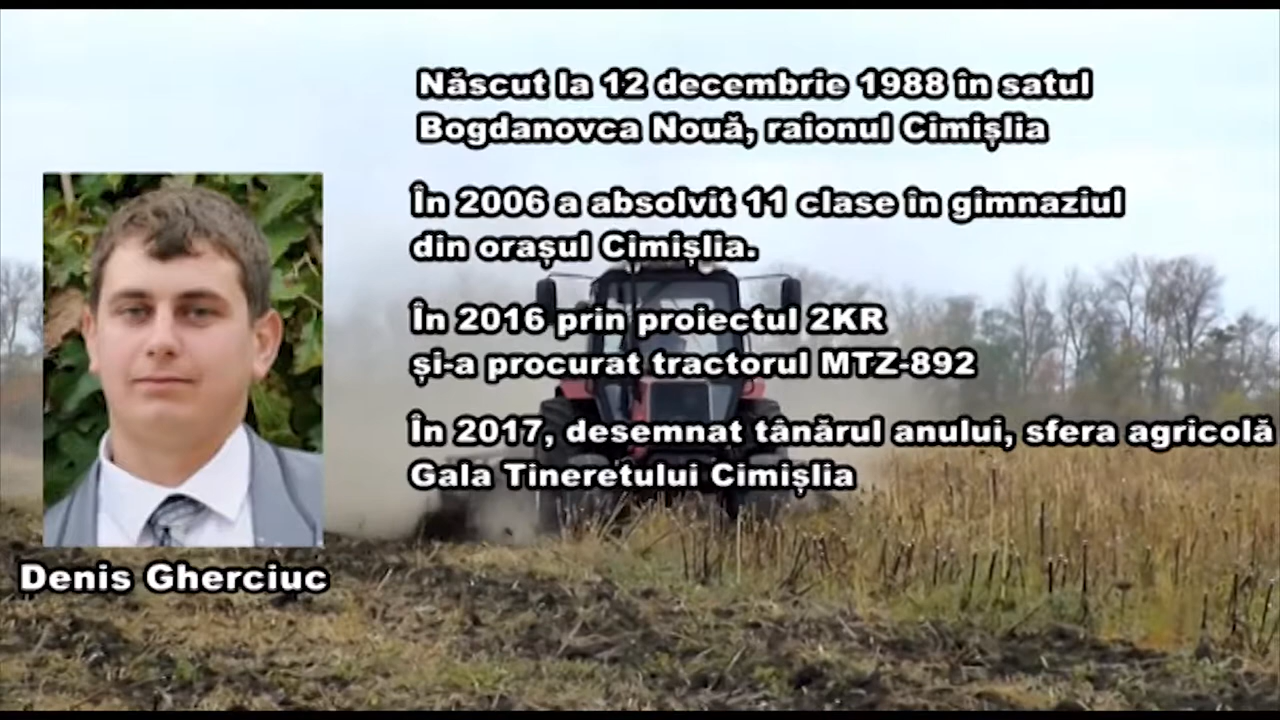 Născut la 12 decembrie 1988 în satul
Bogdanovca Nouă, raionul Cimișlia
În 2006 a absolvit 11 clase în gimnaziul
din orașul Cimișlia.
În 2016 prin proiectul 2KR
și-a procurat tractorul MTZ-892
În 2017, desemnat tânărul anului, sfera agricolă
Gala Tineretului Cimișlia
Denis Gherciuc